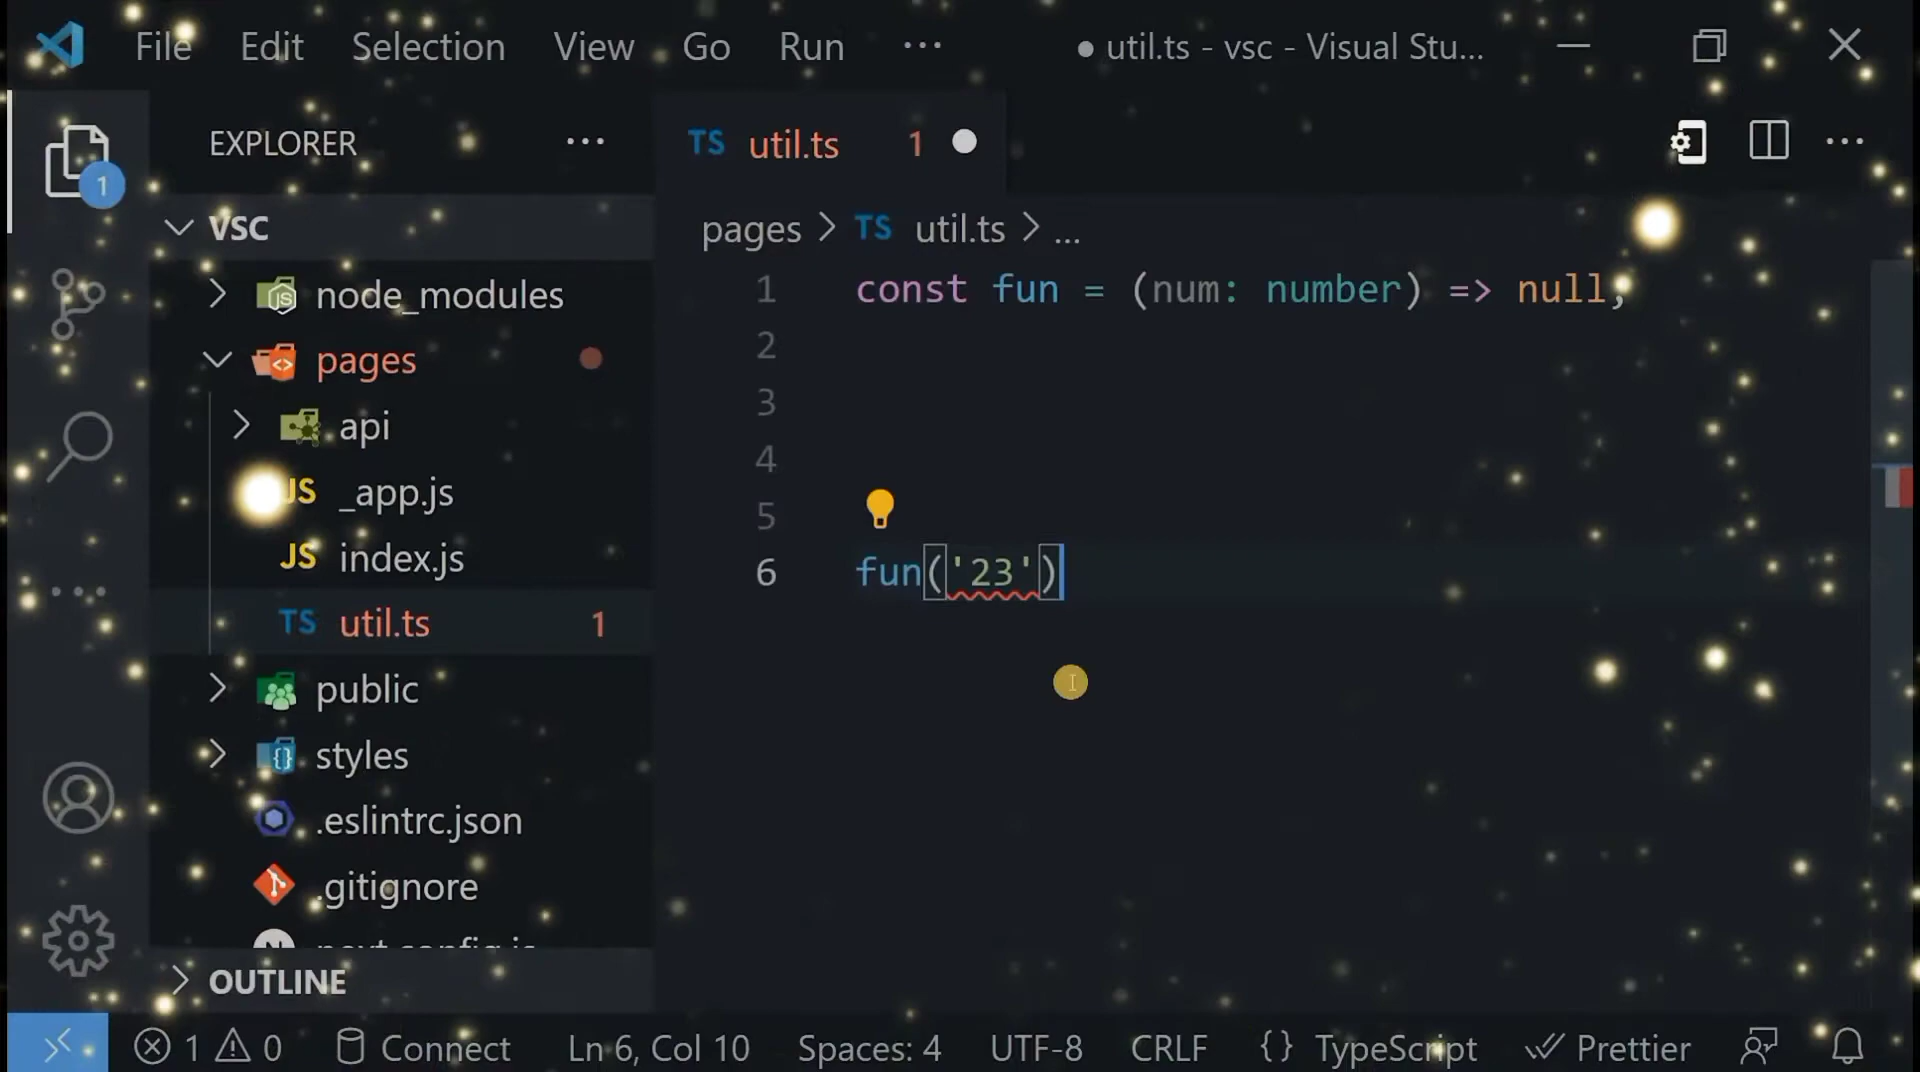 File Edit Selection View Go Run ··· ● util.ts - vsc - Visual Stu...
1
EXPLORER ···
VSC
node_modules
pages
api
JS _app.js
JS index.js
TS util.ts 1
public
styles
.eslintrc.json
.gitignore
OUTLINE
TS util.ts 1
pages > TS util.ts > ...
1 const fun = (num: number) => null;
2
3
4
5
6 fun('23')
1 0 Connect Ln 6, Col 10 Spaces: 4 UTF-8 CRLF {} TypeScript Prettier